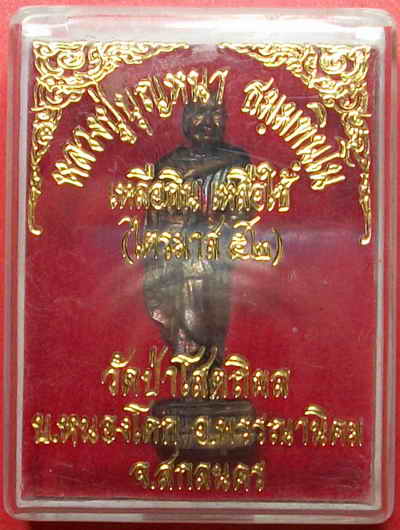 หลวงปู่บุญหนา ธมฺมทินฺโน
เหลือกิน เหลือใช้
(ไตรมาส ๕๒)
วัดป่าโสตถิผล
บ.หนองโดก อ.พรรณานิคม
จ.สกลนคร